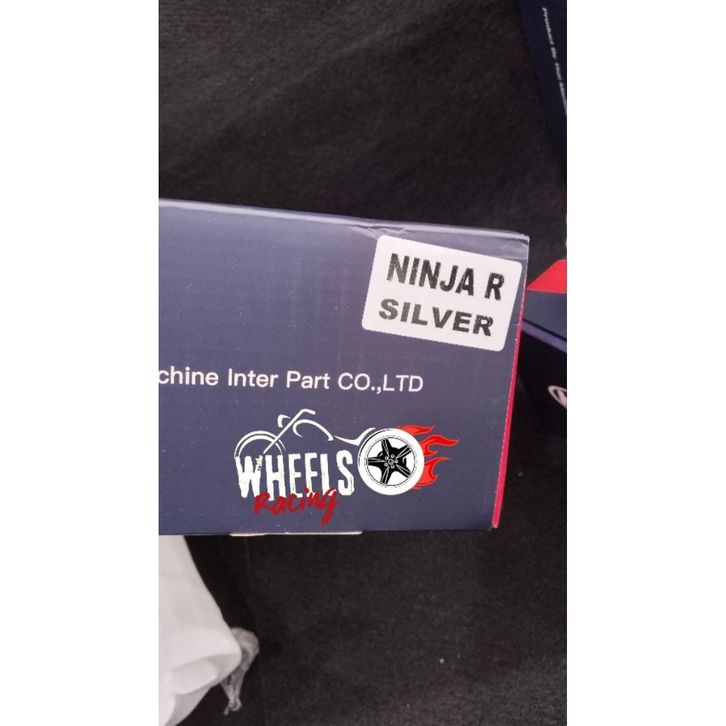 NINJA R
SILVER
chine Inter Part CO.,LTD
WHEELS
Racing